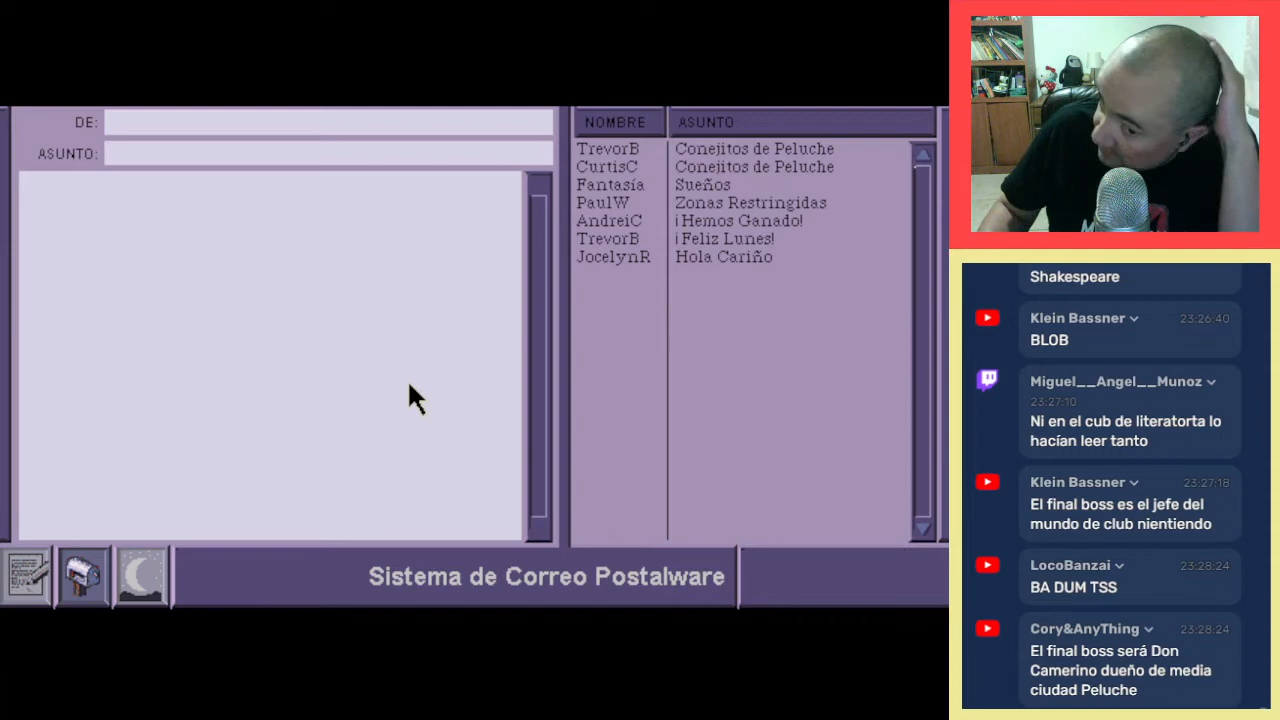 DE:
ASUNTO:
NOMBRE ASUNTO
TrevorB Conejitos de Peluche
CurtisC Conejitos de Peluche
Fantasía Sueños
PaulW Zonas Restringidas
AndreiC ¡Hemos Ganado!
TrevorB ¡Feliz Lunes!
JocelynR Hola Cariño
Sistema de Correo Postalware
Shakespeare
Klein Bassner 23:26:40
BLOB
Miguel__Angel__Munoz
23:27:10
Ni en el cub de literatorta lo
hacían leer tanto
Klein Bassner 23:27:18
El final boss es el jefe del
mundo de club nientiendo
LocoBanzai 23:28:24
BA DUM TSS
Cory&AnyThing 23:28:24
El final boss será Don
Camerino dueño de media
ciudad Peluche